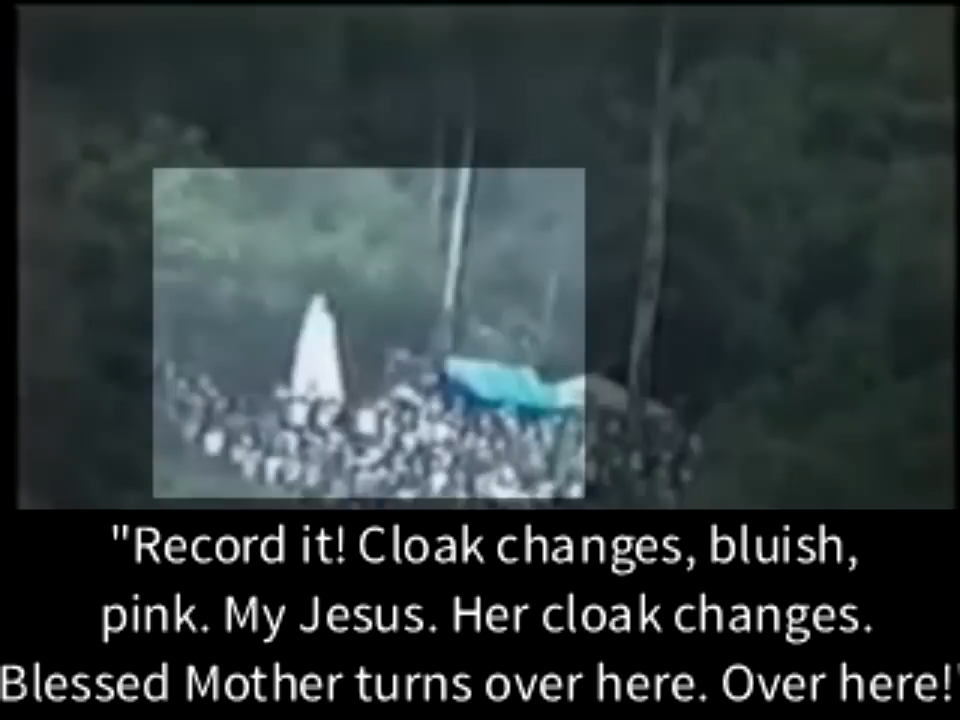 "Record it! Cloak changes, bluish,
pink. My Jesus. Her cloak changes.
Blessed Mother turns over here. Over here!"